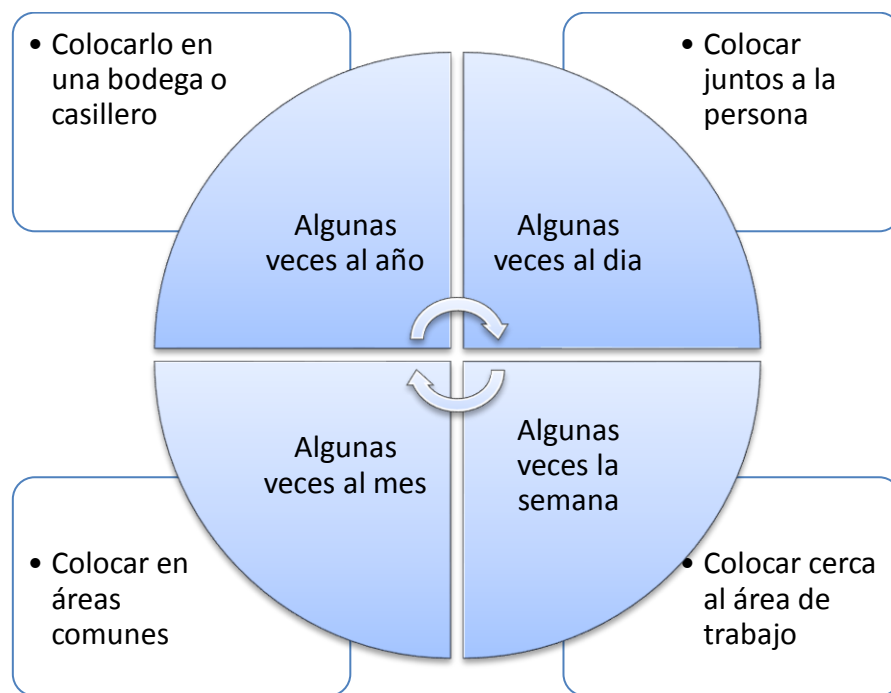 • Colocarlo en
una bodega o
casillero
• Colocar
juntos a la
persona
Algunas
veces al año
Algunas
veces al dia
Algunas
veces al mes
Algunas
veces la
semana
• Colocar en
áreas
comunes
• Colocar cerca
al área de
trabajo